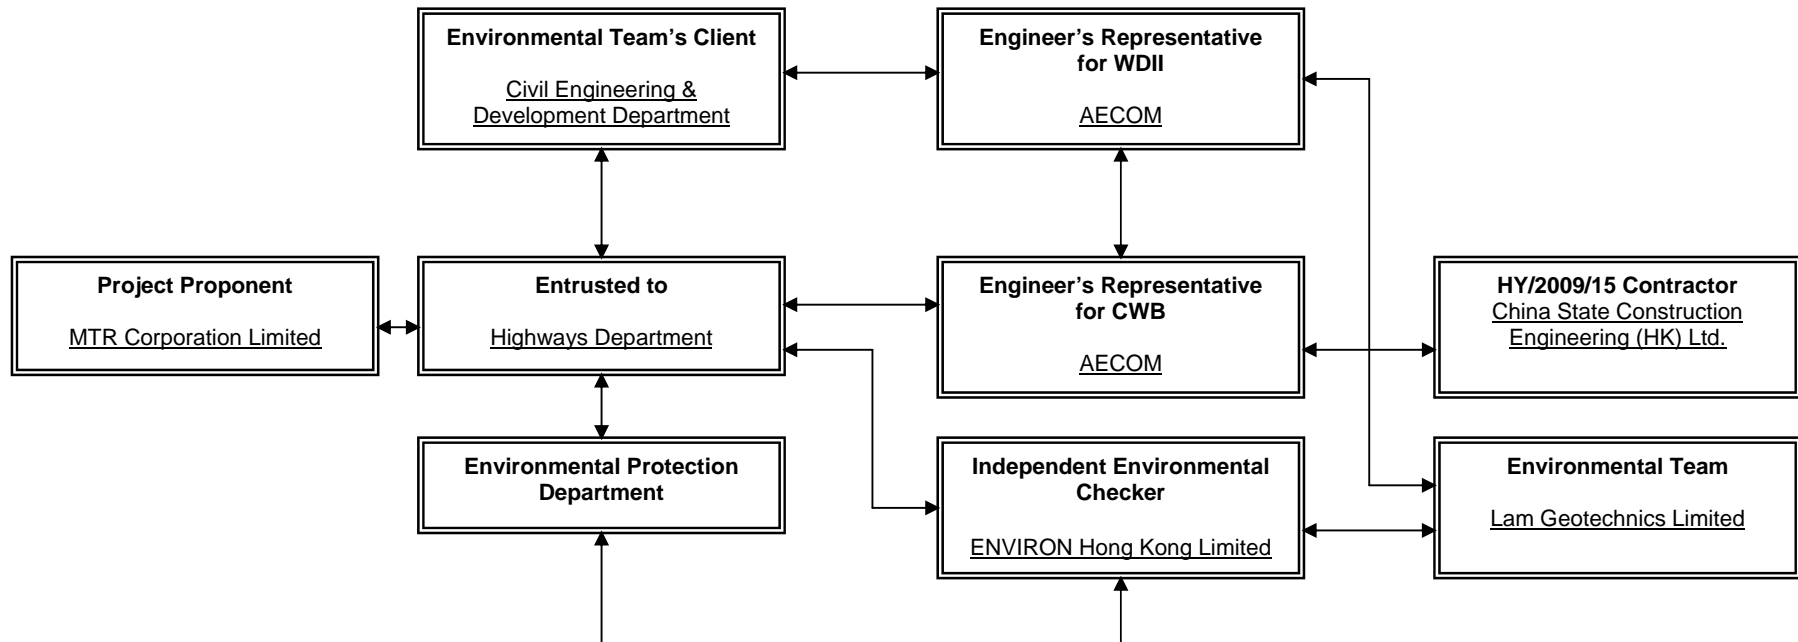 Environmental Team’s Client
Civil Engineering &
Development Department
Engineer’s Representative
for WDII
AECOM
Project Proponent
MTR Corporation Limited
Entrusted to
Highways Department
Engineer’s Representative
for CWB
AECOM
HY/2009/15 Contractor
China State Construction
Engineering (HK) Ltd.
Environmental Protection
Department
Independent Environmental
Checker
ENVIRON Hong Kong Limited
Environmental Team
Lam Geotechnics Limited